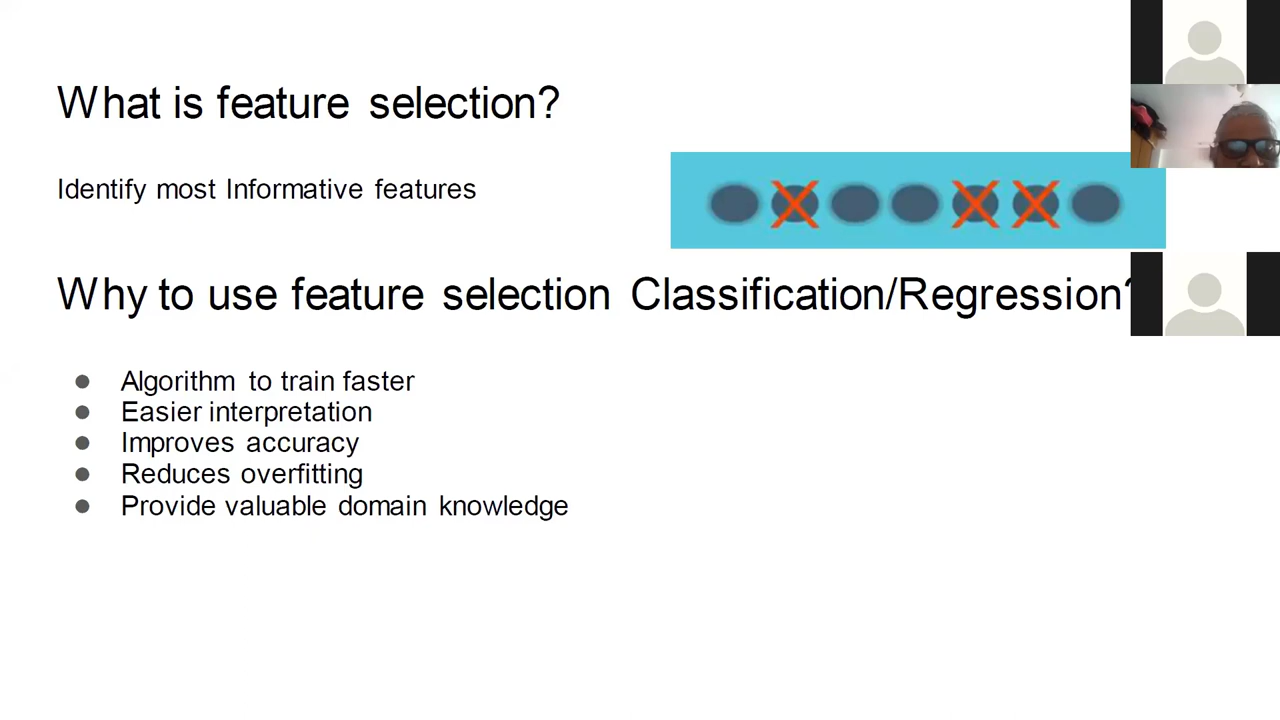 What is feature selection?
Identify most Informative features
Why to use feature selection Classification/Regression?
Algorithm to train faster
Easier interpretation
Improves accuracy
Reduces overfitting
Provide valuable domain knowledge